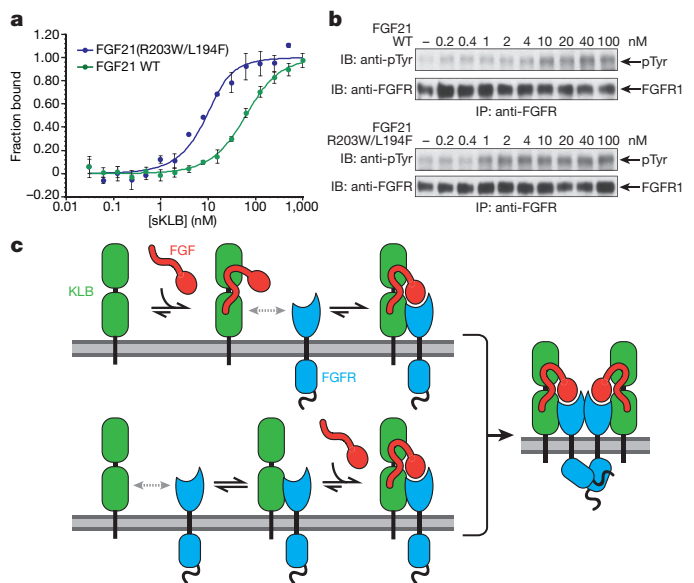 a
FGF21(R203W/L194F)
FGF21 WT
1.20
1.00
0.80
0.60
0.40
0.20
0
−0.20
Fraction bound
0.01 0.1 1 10 100 1,000
[sKLB] (nM)
b
FGF21
WT – 0.2 0.4 1 2 4 10 20 40 100 nM
IB: anti-pTyr pTyr
IB: anti-FGFR FGFR1
IP: anti-FGFR
FGF21
R203W/L194F – 0.2 0.4 1 2 4 10 20 40 100 nM
IB: anti-pTyr pTyr
IB: anti-FGFR FGFR1
IP: anti-FGFR
c
FGF
KLB
FGFR
FGF